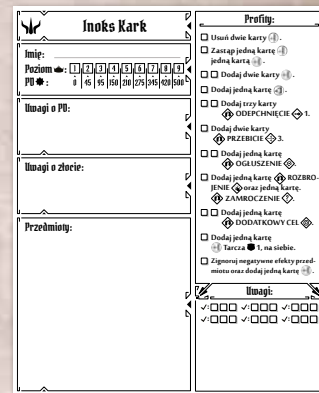 Inoks Kark
Imię:
Poziom : 1 2 3 4 5 6 7 8 9
PD : 0 45 95 150 210 275 345 420 500
Uwagi o PD:
Uwagi o złocie:
Przedmioty:
Profity:
Usuń dwie karty .
Zastąp jedną kartę
jedną kartą .
Dodaj dwie karty .
Dodaj jedną kartę .
Dodaj trzy karty
ODEPCHNIĘCIE 1.
Dodaj dwie karty
PRZEBICIE 3.
Dodaj jedną kartę
OGŁUSZENIE .
Dodaj jedną kartę ROZBRO-
JENIE oraz jedną kartę.
ZAMROCZENIE .
Dodaj jedną kartę
DODATKOWY CEL .
Dodaj jedną kartę
Tarcza 1, na siebie.
Zignoruj negatywne efekty przed-
miotu oraz dodaj jedną kartę .
Uwagi: